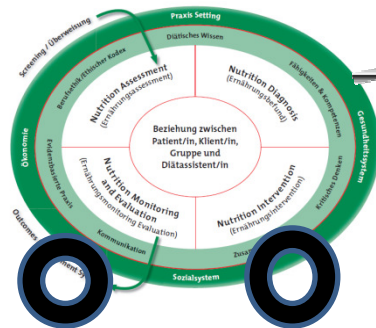 Praxis Setting
Screening / Überweisung
Diätisches Wissen
Berufsethik/Ethischer Kodex
Fähigkeiten & Kompetenzen
Nutrition Assessment
(Ernährungsassessment)
Nutrition Diagnosis
(Ernährungsbefund)
Ökonomie
Gesundheitssystem
Beziehung zwischen
Patient/in, Klient/in,
Gruppe und
Diätassistent/in
Evidenzbasierte Praxis
Kritisches Denken
Nutrition Monitoring
and Evaluation
(Ernährungsmonitoring Evaluation)
Nutrition Intervention
(Ernährungsintervention)
Outcomes
Kommunikation
Sozialsystem